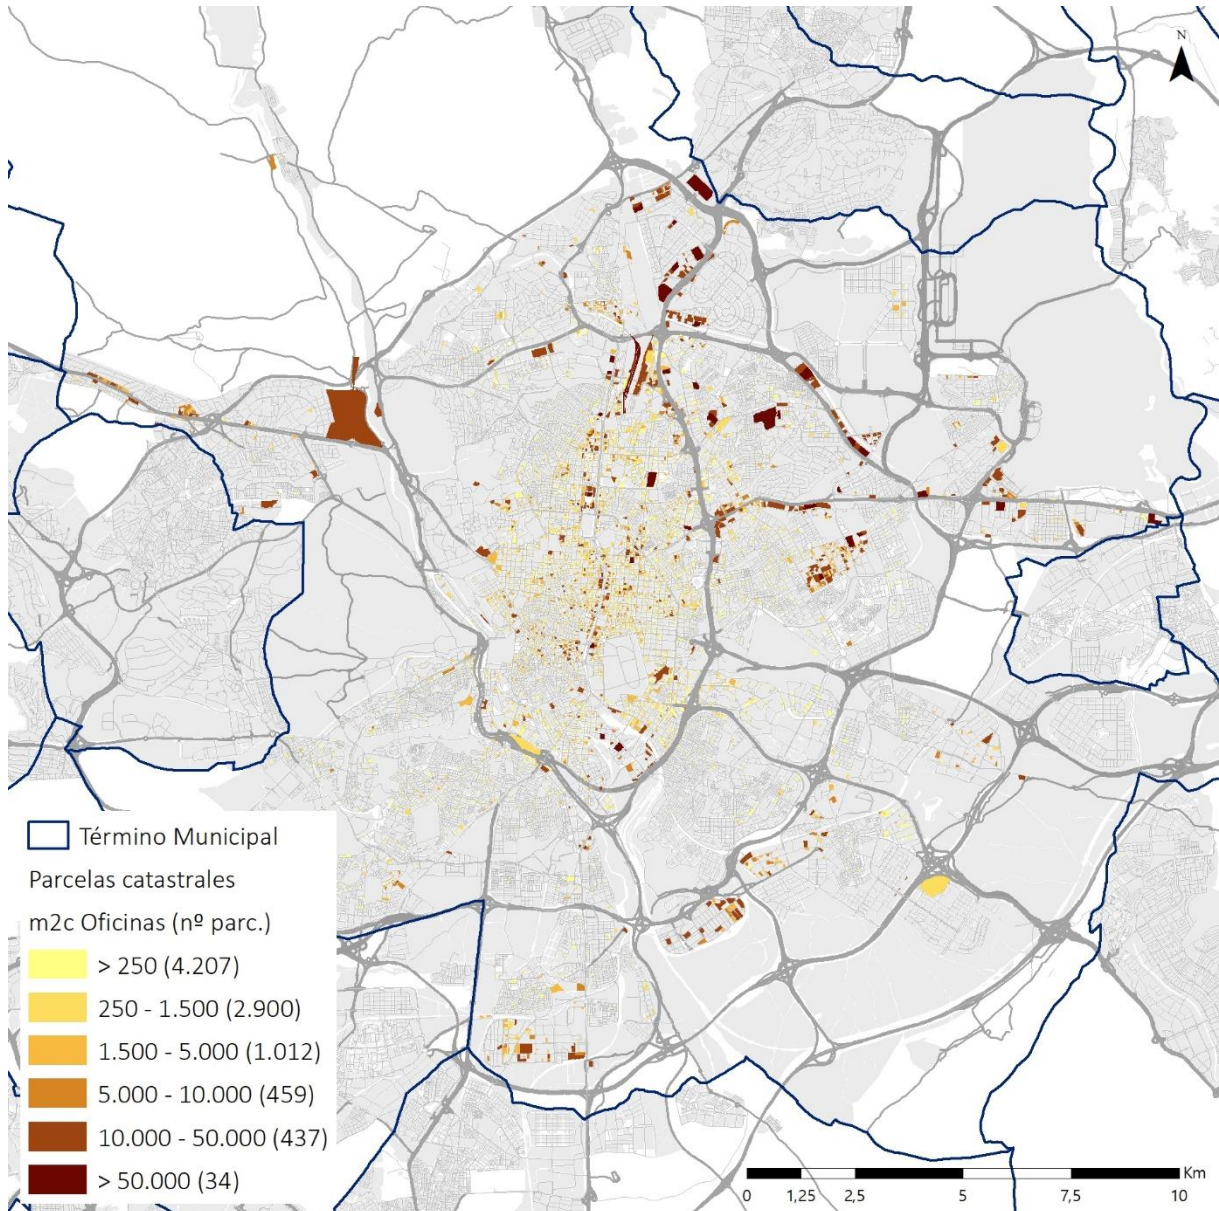 N
Término Municipal
Parcelas catastrales
m2c Oficinas (nº parc.)
> 250 (4.207)
250 - 1.500 (2.900)
1.500 - 5.000 (1.012)
5.000 - 10.000 (459)
10.000 - 50.000 (437)
> 50.000 (34)
Km
0 1,25 2,5 5 7,5 10